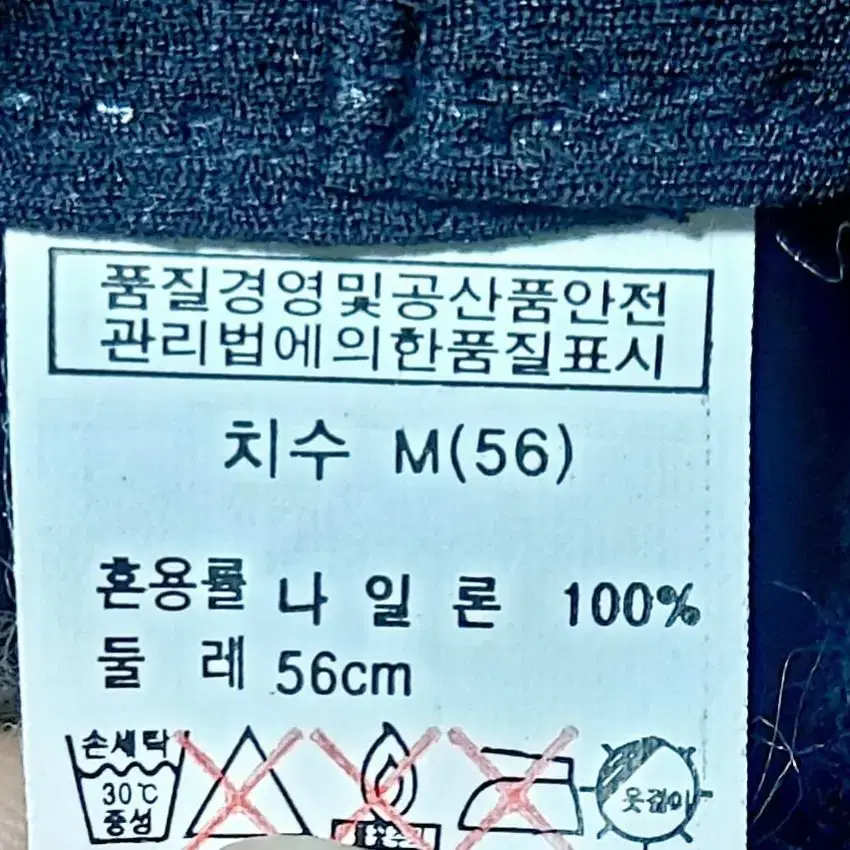 품질경영및공산품안전
관리법에의한품질표시
치수 M(56)
혼용률 나 일 론 100%
둘 레 56cm
손세탁
30℃
중성
옷걸이